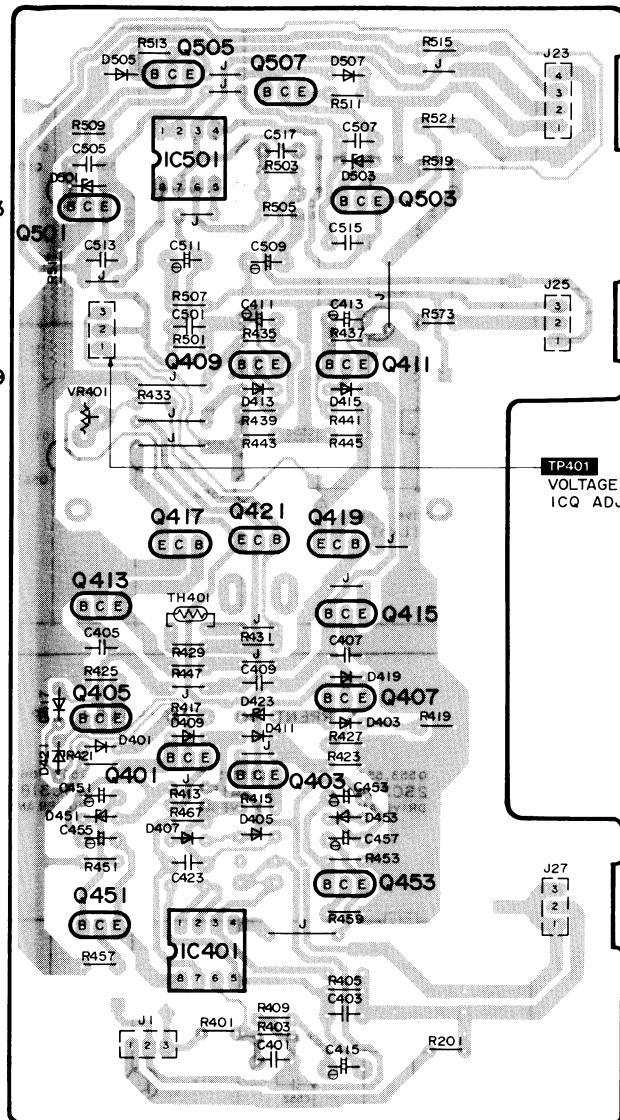 R513 Q505 D505 B C E J J
Q507 B C E
D507 R511
R515 J
J23 4 3 2 1
R509 C505 D501 B C E Q501
1 2 3 4 IC501 8 7 6 5 J
C517 R503 R505
C507 D503 B C E Q503
R521 R519
C513 J
C511
C509
C515
3 2 1
R507 C501 R501
C411 R435
C413 R437
J
R573
J25 3 2 1
Q409 B C E
B C E Q411
VR401
J R433 J J
D413 R439 R443
D415 R441 R445
TP401
VOLTAGE
ICQ ADJ
Q417 E C B
Q421 E C B
Q419 E C B J
Q413 B C E
TH401
J B C E Q415
C405 R425
R429 R447 J
J R431 J C409
C407 D419
Q405 B C E
R417 D409
D423 D411 J
B C E Q407
D403 R427 R423
R419
D421 R421 D401
Q401 B C E J
B C E Q403
C451 D451 C455 R451
R413 R467 D407 C423
R415 D405
C453 D453 C457 R453
Q451 B C E R457
B C E Q453 R459
J27 3 2 1
1 2 3 4 IC401 8 7 6 5
J
R405 C403
J1 1 2 3
R401
R409 R403 C401
C415
R201